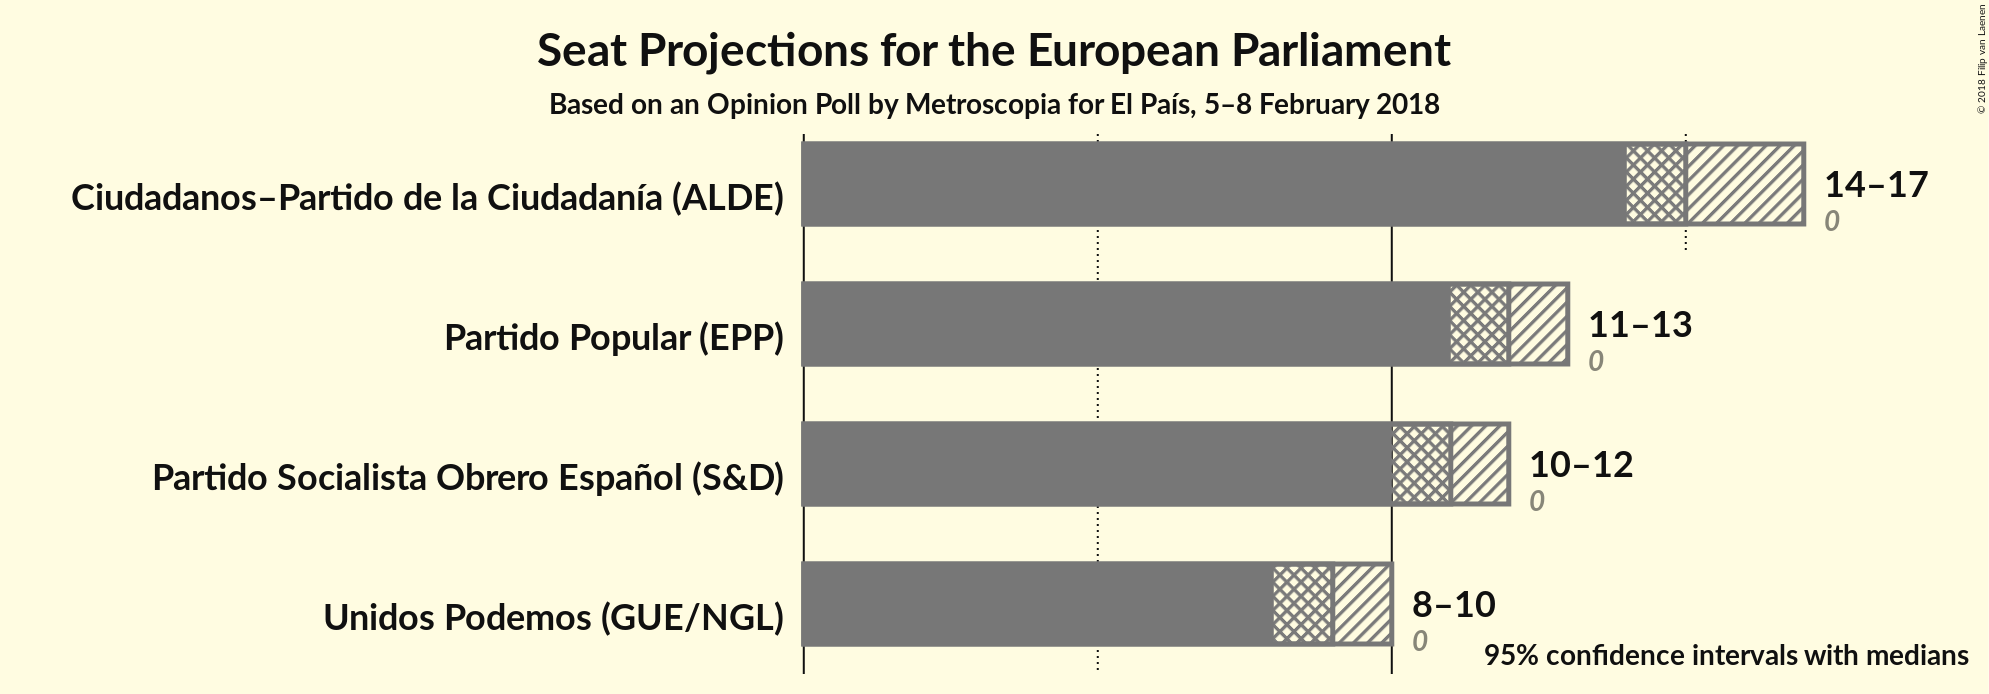 Seat Projections for the European Parliament
Based on an Opinion Poll by Metroscopia for El País, 5–8 February 2018
© 2018 Filip van Laenen
Ciudadanos–Partido de la Ciudadanía (ALDE)
14–17
0
Partido Popular (EPP)
11–13
0
Partido Socialista Obrero Español (S&D)
10–12
0
Unidos Podemos (GUE/NGL)
8–10
0
95% confidence intervals with medians